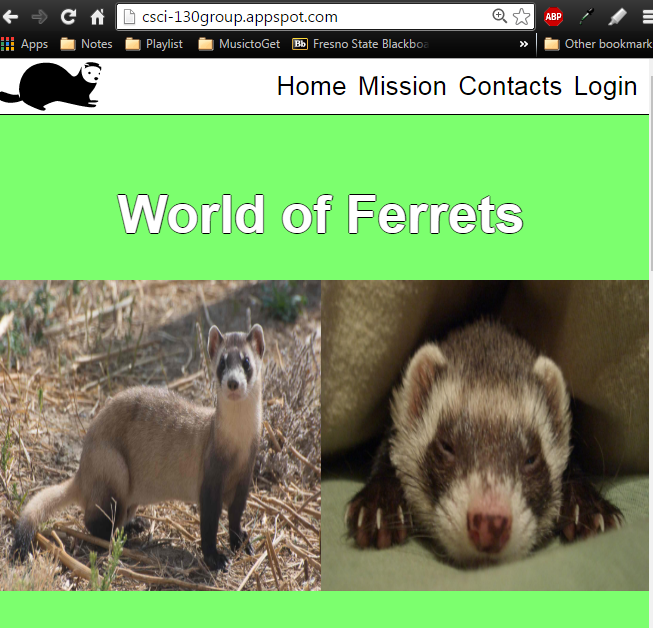 csci-130group.appspot.com
ABP
Apps Notes Playlist MusictoGet Bb Fresno State Blackboa » Other bookmark
Home Mission Contacts Login
World of Ferrets